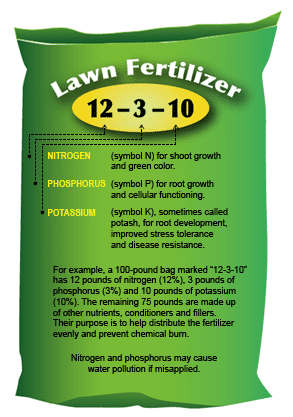 Lawn Fertilizer
12 – 3 – 10
NITROGEN (symbol N) for shoot growth
and green color.
PHOSPHORUS (symbol P) for root growth
and cellular functioning.
POTASSIUM (symbol K), sometimes called
potash, for root development,
improved stress tolerance
and disease resistance.
For example, a 100-pound bag marked "12-3-10"
has 12 pounds of nitrogen (12%), 3 pounds of
phosphorus (3%) and 10 pounds of potassium
(10%). The remaining 75 pounds are made up
of other nutrients, conditioners and fillers.
Their purpose is to help distribute the fertilizer
evenly and prevent chemical burn.
Nitrogen and phosphorus may cause
water pollution if misapplied.